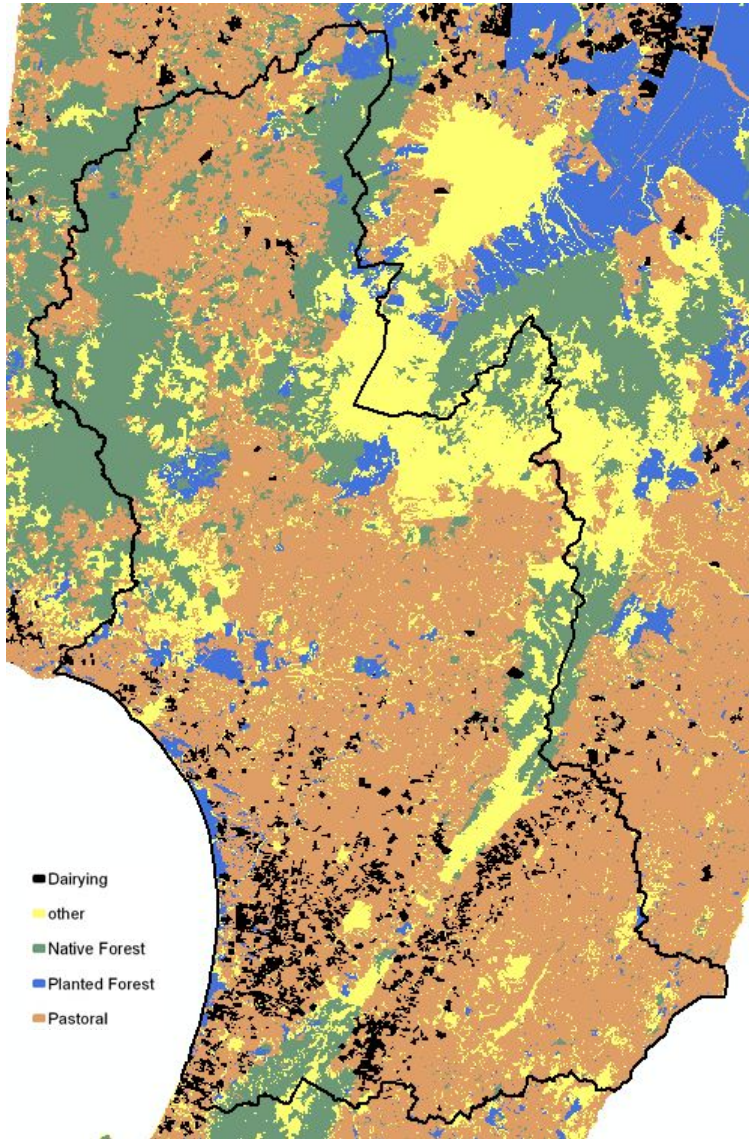 Dairying
other
Native Forest
Planted Forest
Pastoral